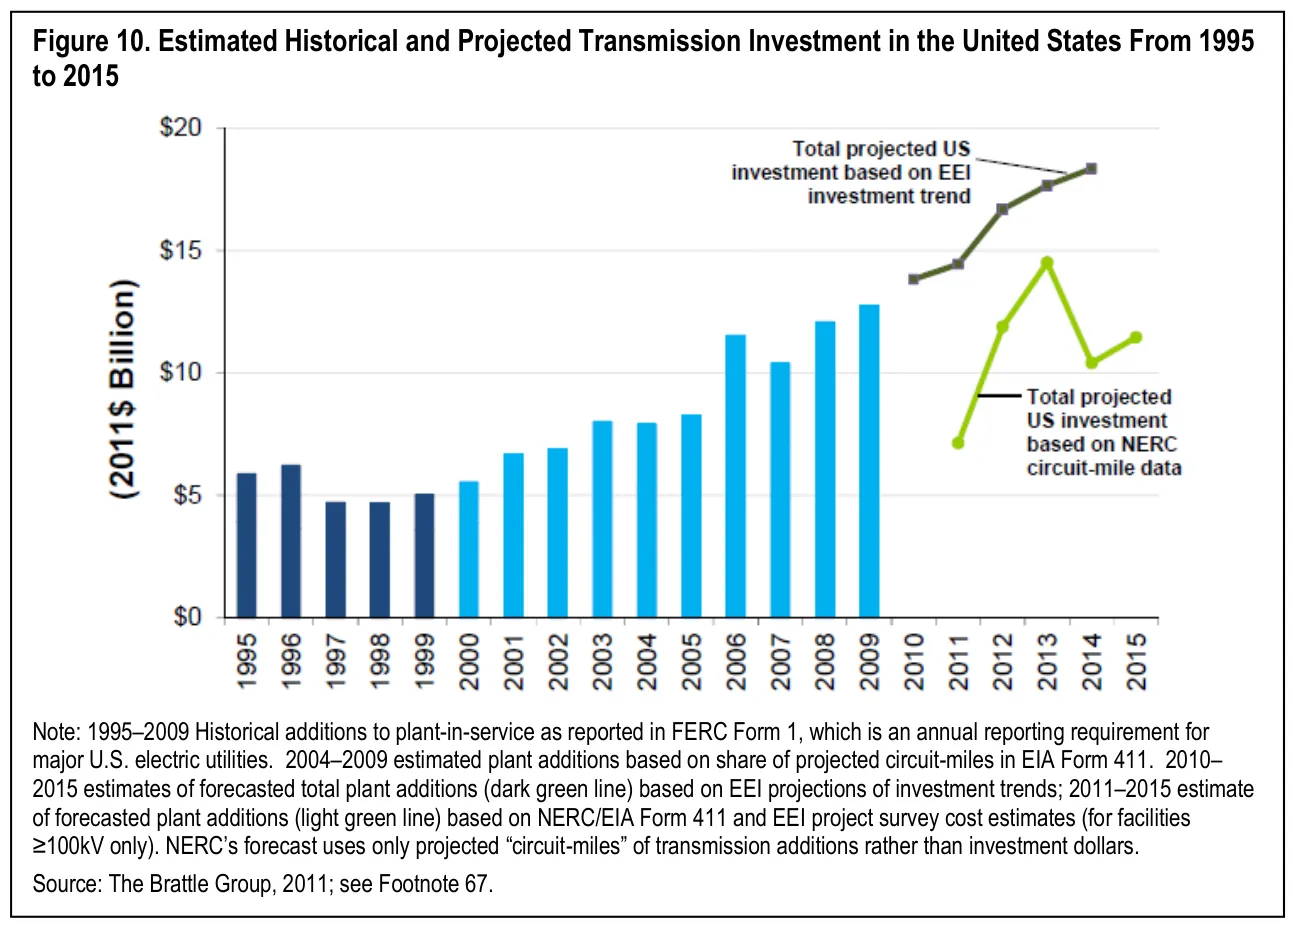 Figure 10. Estimated Historical and Projected Transmission Investment in the United States From 1995
to 2015
$20
$15
$10
$5
$0
(2011$ Billion)
Total projected US
investment based on EEI
investment trend
Total projected
US investment
based on NERC
circuit-mile data
1995
1996
1997
1998
1999
2000
2001
2002
2003
2004
2005
2006
2007
2008
2009
2010
2011
2012
2013
2014
2015
Note: 1995–2009 Historical additions to plant-in-service as reported in FERC Form 1, which is an annual reporting requirement for
major U.S. electric utilities. 2004–2009 estimated plant additions based on share of projected circuit-miles in EIA Form 411. 2010–
2015 estimates of forecasted total plant additions (dark green line) based on EEI projections of investment trends; 2011–2015 estimate
of forecasted plant additions (light green line) based on NERC/EIA Form 411 and EEI project survey cost estimates (for facilities
≥100kV only). NERC’s forecast uses only projected “circuit-miles” of transmission additions rather than investment dollars.
Source: The Brattle Group, 2011; see Footnote 67.